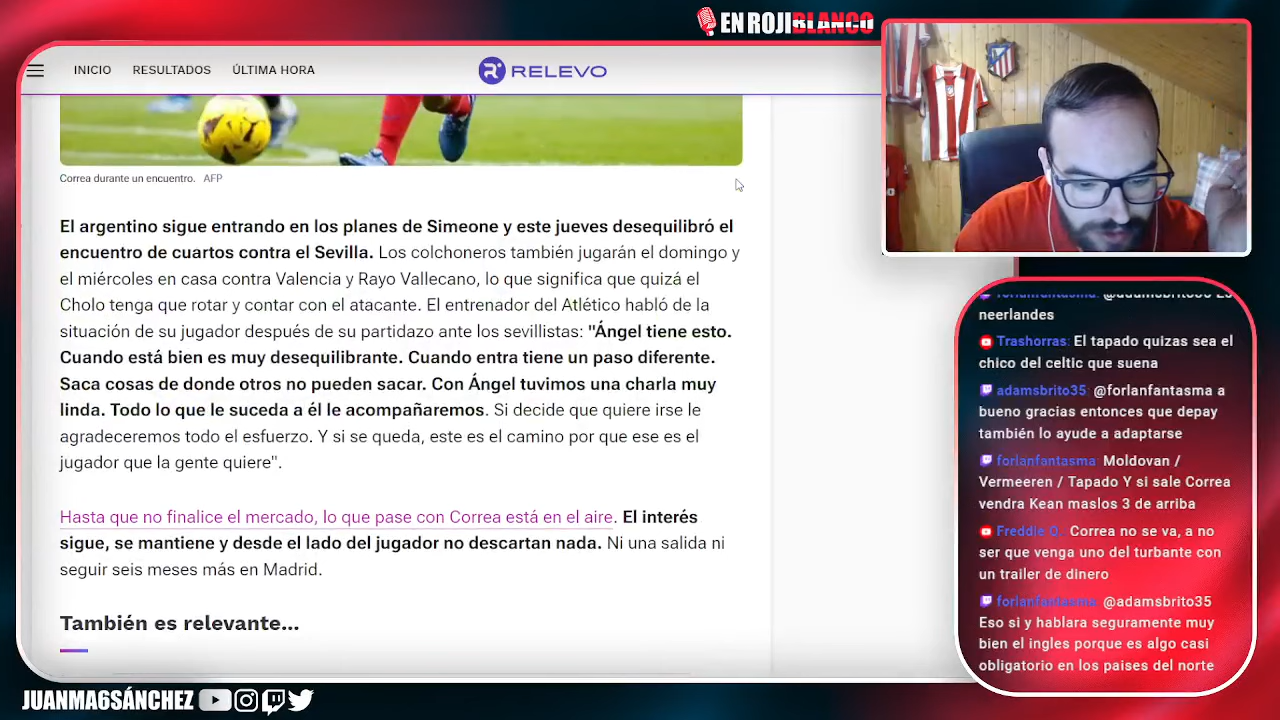 EN ROJIBLANCO
INICIO RESULTADOS ÚLTIMA HORA
RELEVO
Correa durante un encuentro. AFP
El argentino sigue entrando en los planes de Simeone y este jueves desequilibró el
encuentro de cuartos contra el Sevilla. Los colchoneros también jugarán el domingo y
el miércoles en casa contra Valencia y Rayo Vallecano, lo que significa que quizá el
Cholo tenga que rotar y contar con el atacante. El entrenador del Atlético habló de la
situación de su jugador después de su partidazo ante los sevillistas: "Ángel tiene esto.
Cuando está bien es muy desequilibrante. Cuando entra tiene un paso diferente.
Saca cosas de donde otros no pueden sacar. Con Ángel tuvimos una charla muy
linda. Todo lo que le suceda a él le acompañaremos. Si decide que quiere irse le
agradeceremos todo el esfuerzo. Y si se queda, este es el camino por que ese es el
jugador que la gente quiere".
Hasta que no finalice el mercado, lo que pase con Correa está en el aire. El interés
sigue, se mantiene y desde el lado del jugador no descartan nada. Ni una salida ni
seguir seis meses más en Madrid.
También es relevante...
forlanfantasma: @adamsbrito35 Es
neerlandes
Trashorras: El tapado quizas sea el
chico del celtic que suena
adamsbrito35: @forlanfantasma a
bueno gracias entonces que depay
también lo ayude a adaptarse
forlanfantasma: Moldovan /
Vermeeren / Tapado Y si sale Correa
vendra Kean maslos 3 de arriba
Freddie Q.: Correa no se va, a no
ser que venga uno del turbante con
un trailer de dinero
forlanfantasma: @adamsbrito35
Eso si y hablara seguramente muy
bien el ingles porque es algo casi
obligatorio en los paises del norte
JUANMA6SÁNCHEZ